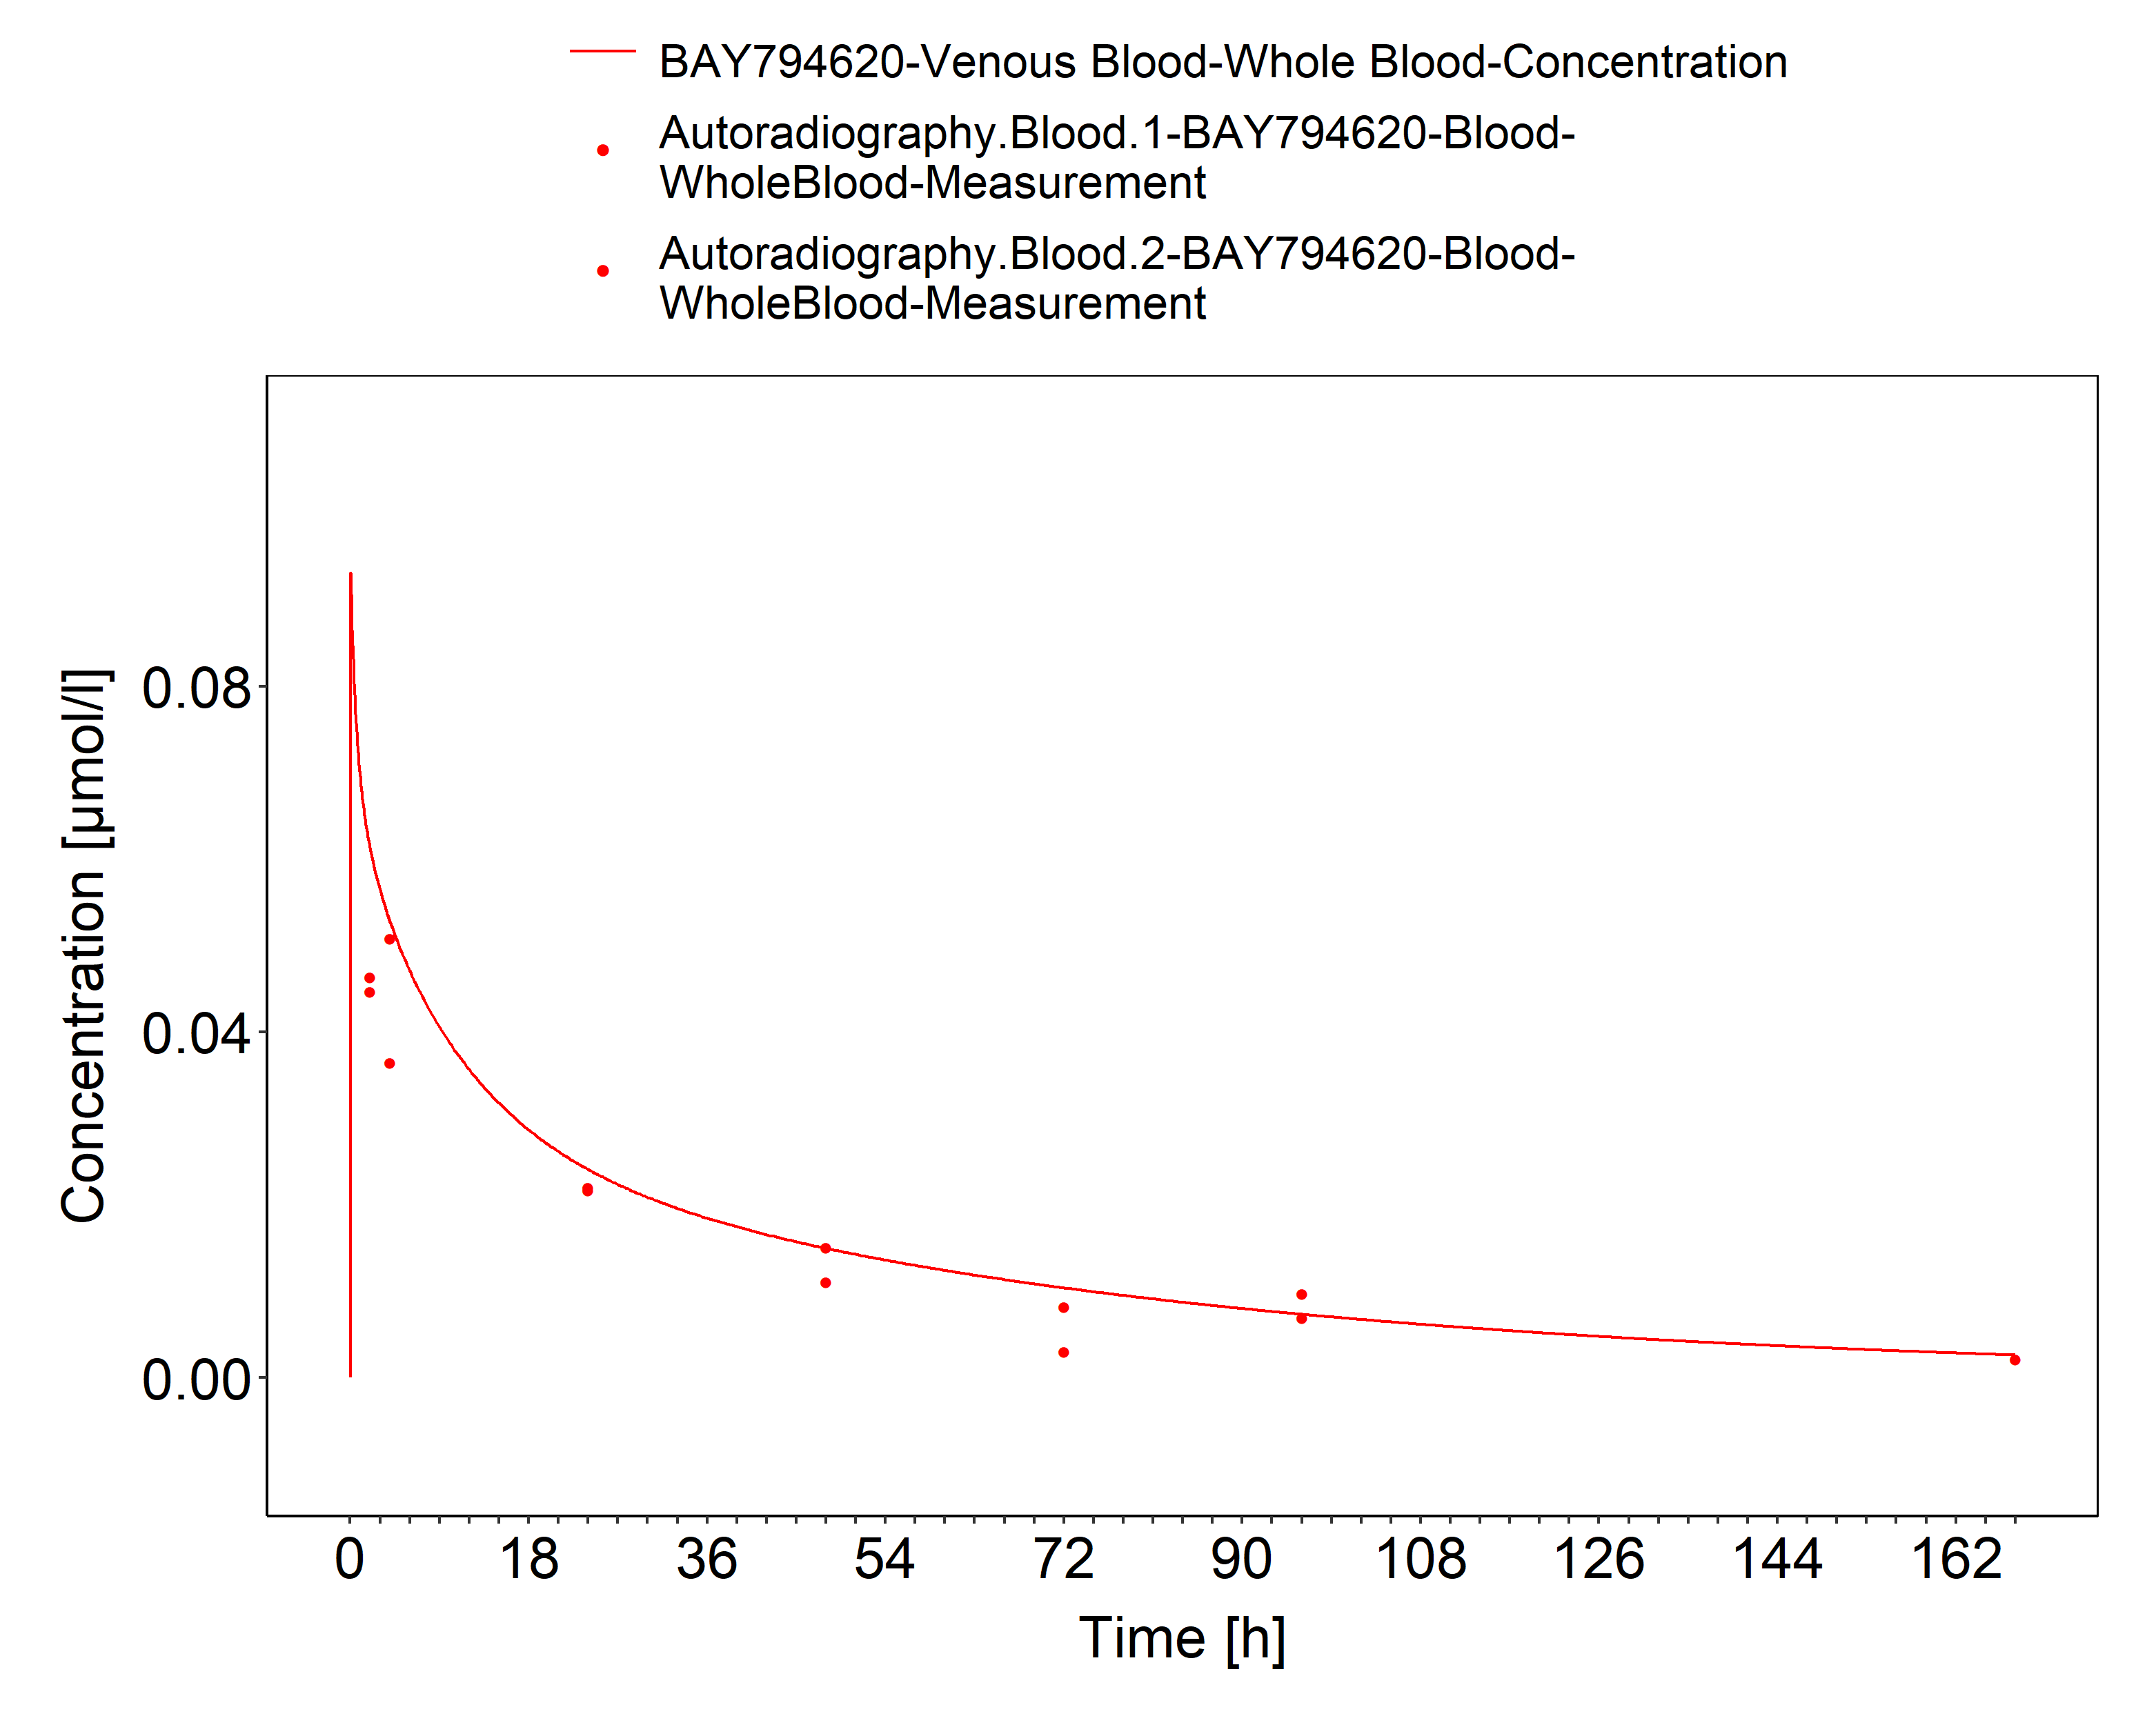 BAY794620-Venous Blood-Whole Blood-Concentration
Autoradiography.Blood.1-BAY794620-Blood-
WholeBlood-Measurement
Autoradiography.Blood.2-BAY794620-Blood-
WholeBlood-Measurement
Concentration [µmol/l]
0.08
0.04
0.00
0 18 36 54 72 90 108 126 144 162
Time [h]